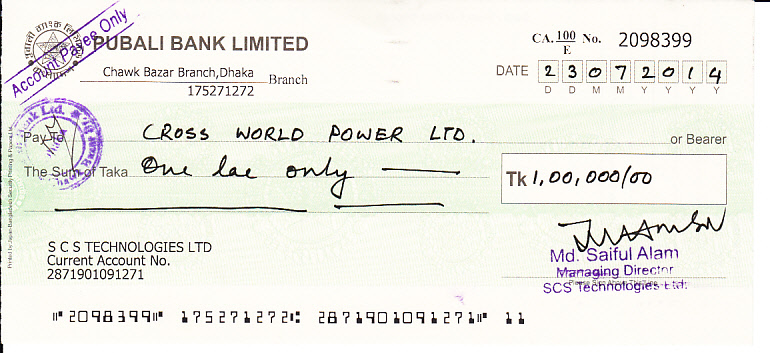 Account Payee Only
PUBALI BANK LIMITED
CA. 100/E No. 2098399
Chawk Bazar Branch,Dhaka Branch
175271272
DATE 2 3 0 7 2 0 1 4
D D M M Y Y Y Y
Pay To CROSS WORLD POWER LTD. or Bearer
The Sum of Taka One lac only
Tk 1,00,000/00
S C S TECHNOLOGIES LTD
Current Account No.
2871901091271
Md. Saiful Alam
Managing Director
SCS Technologies Ltd.
⑈2098399⑈ 175271272⑆ 2871901091271⑈ 11